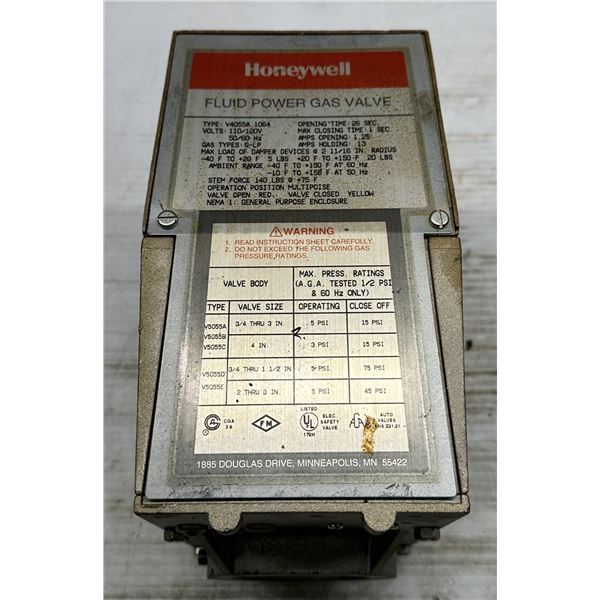 Honeywell
FLUID POWER GAS VALVE
TYPE: V4055A 1064 OPENING TIME: 26 SEC.
VOLTS: 110/120V MAX CLOSING TIME: 1 SEC
50/60 Hz AMPS OPENING: 1.25
GAS TYPES: G-LP AMPS HOLDING: .13
MAX LOAD OF DAMPER DEVICES @ 2 11/16 IN. RADIUS
-40 F TO +20 F 5 LBS +20 F TO +150 F 20 LBS
AMBIENT RANGE -40 F TO +150 F AT 60 Hz
-10 F TO +158 F AT 50 Hz
STEM FORCE 140 LBS @ +75 F
OPERATION POSITION MULTIPOISE
VALVE OPEN :RED. VALVE CLOSED :YELLOW
NEMA 1: GENERAL PURPOSE ENCLOSURE
WARNING
1. READ INSTRUCTION SHEET CAREFULLY.
2. DO NOT EXCEED THE FOLLOWING GAS
PRESSURE,RATINGS.
VALVE BODY MAX. PRESS. RATINGS
(A.G.A. TESTED 1/2 PSI
& 60 Hz ONLY)
TYPE VALVE SIZE OPERATING CLOSE OFF
V5055A 3/4 THRU 3 IN. 5 PSI 15 PSI
V5055B
V5055C 4 IN. 3 PSI 15 PSI
V5055D 3/4 THRU 1 1/2 IN 5 PSI 75 PSI
V5055E 2 THRU 3 IN. 5 PSI 45 PSI
CGA
3.9
FM
LISTED
UL
172H
ELEC.
SAFETY
VALVE
AUTO
VALVES
ANS Z21.21
1885 DOUGLAS DRIVE, MINNEAPOLIS, MN 55422